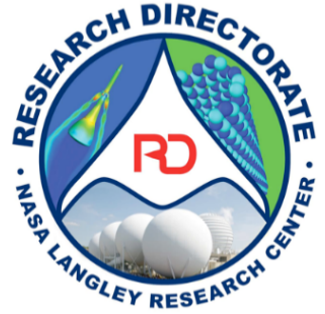 RESEARCH DIRECTORATE
RD
• NASA LANGLEY RESEARCH CENTER •